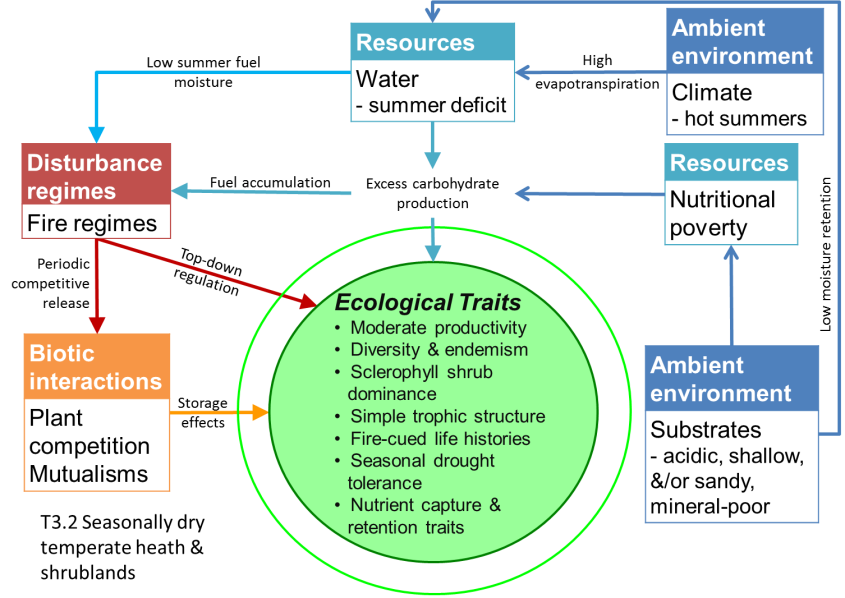 Resources
Water
- summer deficit
Ambient
environment
Climate
- hot summers
High
evapotranspiration
Low summer fuel
moisture
Disturbance
regimes
Fire regimes
Fuel accumulation
Excess carbohydrate
production
Resources
Nutritional
poverty
Low moisture retention
Periodic
competitive
release
Top-down
regulation
Biotic
interactions
Plant
competition
Mutualisms
Storage
effects
Ecological Traits
• Moderate productivity
• Diversity & endemism
• Sclerophyll shrub
dominance
• Simple trophic structure
• Fire-cued life histories
• Seasonal drought
tolerance
• Nutrient capture &
retention traits
Ambient
environment
Substrates
- acidic, shallow,
&/or sandy,
mineral-poor
T3.2 Seasonally dry
temperate heath &
shrublands